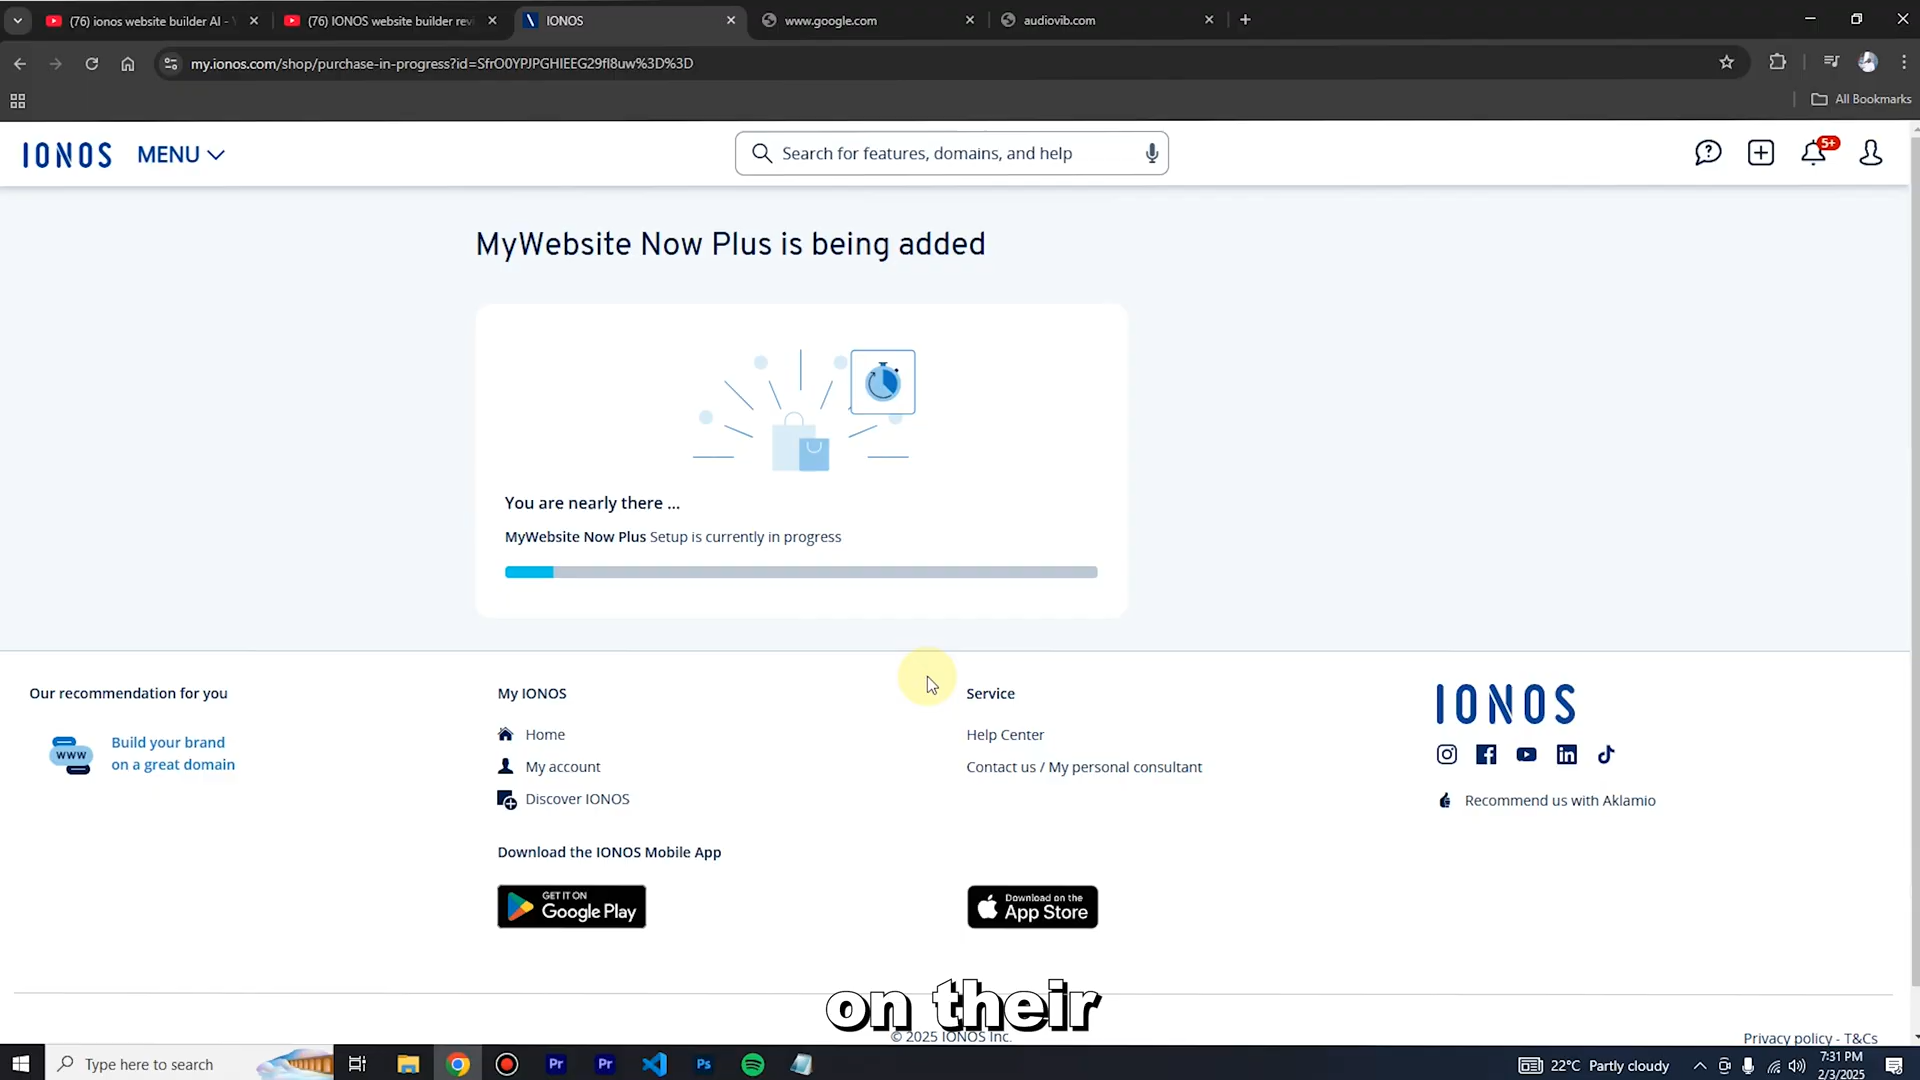 (76) ionos website builder AI -
(76) IONOS website builder rev
IONOS
www.google.com
audiovib.com
my.ionos.com/shop/purchase-in-progress?id=SfrO0YPJPGHIEEG29fI8uw%3D%3D
All Bookmarks
IONOS
MENU
Search for features, domains, and help
5+
MyWebsite Now Plus is being added
You are nearly there ...
MyWebsite Now Plus Setup is currently in progress
Our recommendation for you
WWW
Build your brand
on a great domain
My IONOS
Home
My account
Discover IONOS
Service
Help Center
Contact us / My personal consultant
IONOS
Recommend us with Aklamio
Download the IONOS Mobile App
GET IT ON
Google Play
Download on the
App Store
on their
© 2025 IONOS Inc.
Privacy policy - T&Cs
Type here to search
Pr
Pr
Ps
22°C Partly cloudy
7:31 PM
2/3/2025